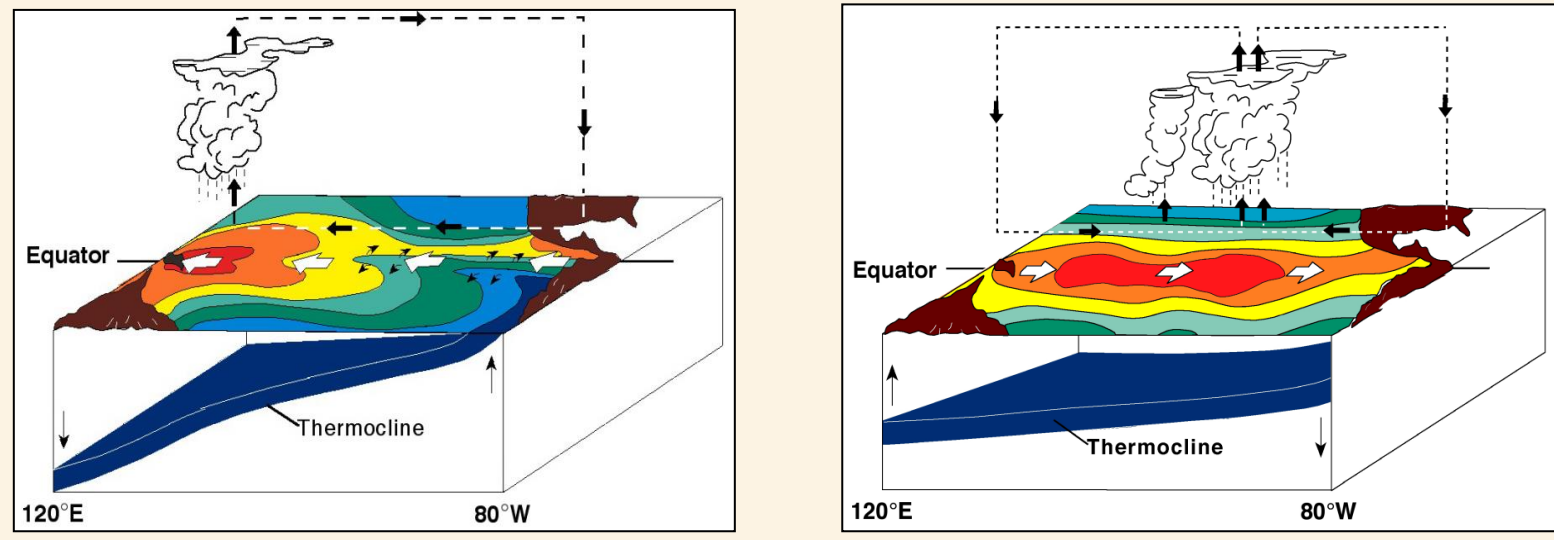 Equator
Thermocline
120°E
80°W
Equator
Thermocline
120°E
80°W